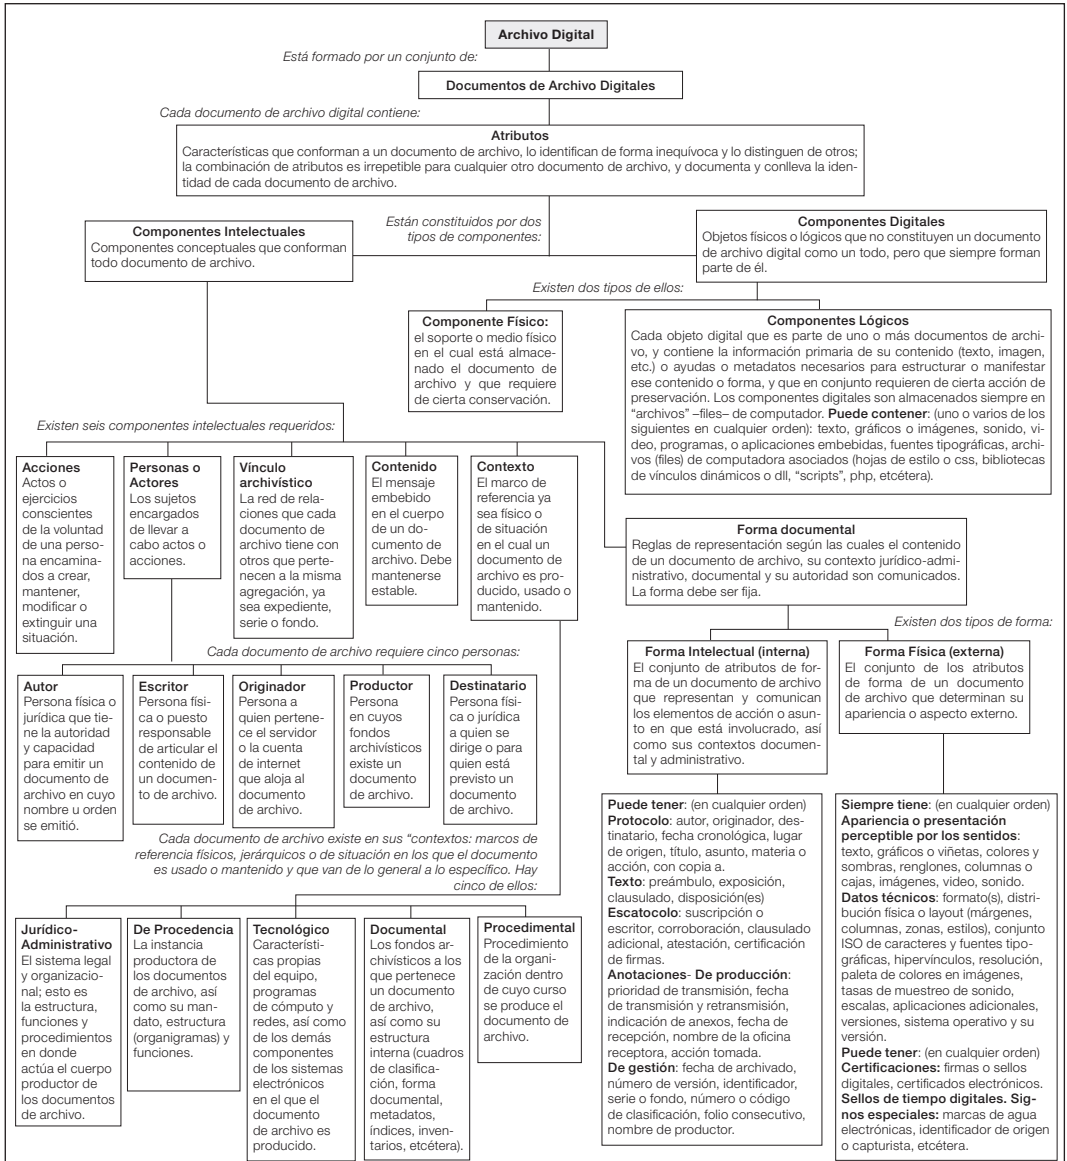 Archivo Digital
Está formado por un conjunto de:
Documentos de Archivo Digitales
Cada documento de archivo digital contiene:
Atributos
Características que conforman a un documento de archivo, lo identifican de forma inequívoca y lo distinguen de otros;
la combinación de atributos es irrepetible para cualquier otro documento de archivo, y documenta y conlleva la iden-
tidad de cada documento de archivo.
Están constituidos por dos
tipos de componentes:
Componentes Intelectuales
Componentes conceptuales que conforman
todo documento de archivo.
Componentes Digitales
Objetos físicos o lógicos que no constituyen un documento
de archivo digital como un todo, pero que siempre forman
parte de él.
Existen dos tipos de ellos:
Componente Físico:
el soporte o medio físico
en el cual está almace-
nado el documento de
archivo y que requiere
de cierta conservación.
Componentes Lógicos
Cada objeto digital que es parte de uno o más documentos de archi-
vo, y contiene la información primaria de su contenido (texto, imagen,
etc.) o ayudas o metadatos necesarios para estructurar o manifestar
ese contenido o forma, y que en conjunto requieren de cierta acción de
preservación. Los componentes digitales son almacenados siempre en
“archivos” –files– de computador. Puede contener: (uno o varios de los
siguientes en cualquier orden): texto, gráficos o imágenes, sonido, vi-
deo, programas, o aplicaciones embebidas, fuentes tipográficas, archi-
vos (files) de computadora asociados (hojas de estilo o css, bibliotecas
de vínculos dinámicos o dll, “scripts”, php, etcétera).
Existen seis componentes intelectuales requeridos:
Acciones
Actos o
ejercicios
conscientes
de la voluntad
de una perso-
na encamina-
dos a crear,
mantener,
modificar o
extinguir una
situación.
Personas o
Actores
Los sujetos
encargados
de llevar a
cabo actos o
acciones.
Vínculo
archivístico
La red de rela-
ciones que cada
documento de
archivo tiene con
otros que perte-
necen a la misma
agregación, ya
sea expediente,
serie o fondo.
Contenido
El mensaje
embebido
en el cuerpo
de un do-
cumento de
archivo. Debe
mantenerse
estable.
Contexto
El marco de
referencia ya
sea físico o
de situación
en el cual un
documento de
archivo es pro-
ducido, usado o
mantenido.
Forma documental
Reglas de representación según las cuales el contenido
de un documento de archivo, su contexto jurídico-admi-
nistrativo, documental y su autoridad son comunicados.
La forma debe ser fija.
Existen dos tipos de forma:
Forma Intelectual (interna)
El conjunto de atributos de for-
ma de un documento de archivo
que representan y comunican
los elementos de acción o asun-
to en que está involucrado, así
como sus contextos documen-
tal y administrativo.
Forma Física (externa)
El conjunto de los atributos
de forma de un documento
de archivo que determinan su
apariencia o aspecto externo.
Cada documento de archivo requiere cinco personas:
Autor
Persona física o
jurídica que tie-
ne la autoridad
y capacidad
para emitir un
documento de
archivo en cuyo
nombre u orden
se emitió.
Escritor
Persona físi-
ca o puesto
responsable
de articular el
contenido de
un documen-
to de archivo.
Originador
Persona a
quien pertene-
ce el servidor
o la cuenta
de internet
que aloja al
documento
de archivo.
Productor
Persona
en cuyos
fondos
archivísticos
existe un
documento
de archivo.
Destinatario
Persona físi-
ca o jurídica
a quien se
dirige o para
quien está
previsto un
documento
de archivo.
Cada documento de archivo existe en sus “contextos: marcos de
referencia físicos, jerárquicos o de situación en los que el documento
es usado o mantenido y que van de lo general a lo específico. Hay
cinco de ellos:
Jurídico-
Administrativo
El sistema legal
y organizacio-
nal; esto es
la estructura,
funciones y
procedimientos
en donde
actúa el cuerpo
productor de
los documentos
de archivo.
De Procedencia
La instancia
productora de
los documentos
de archivo, así
como su man-
dato, estructura
(organigramas) y
funciones.
Tecnológico
Característi-
cas propias
del equipo,
programas
de cómputo y
redes, así como
de los demás
componentes
de los sistemas
electrónicos
en el que el
documento
de archivo es
producido.
Documental
Los fondos ar-
chivísticos a los
que pertenece
un documento
de archivo,
así como su
estructura
interna (cuadros
de clasifica-
ción, forma
documental,
metadatos,
índices, inven-
tarios, etcétera).
Procedimental
Procedimiento
de la organi-
zación dentro
de cuyo curso
se produce el
documento de
archivo.
Puede tener: (en cualquier orden)
Protocolo: autor, originador, des-
tinatario, fecha cronológica, lugar
de origen, título, asunto, materia o
acción, con copia a.
Texto: preámbulo, exposición,
clausulado, disposición(es)
Escatocolo: suscripción o
escritor, corroboración, clausulado
adicional, atestación, certificación
de firmas.
Anotaciones- De producción:
prioridad de transmisión, fecha
de transmisión y retransmisión,
indicación de anexos, fecha de
recepción, nombre de la oficina
receptora, acción tomada.
De gestión: fecha de archivado,
número de versión, identificador,
serie o fondo, número o código
de clasificación, folio consecutivo,
nombre de productor.
Siempre tiene: (en cualquier orden)
Apariencia o presentación
perceptible por los sentidos:
texto, gráficos o viñetas, colores y
sombras, renglones, columnas o
cajas, imágenes, video, sonido.
Datos técnicos: formato(s), distri-
bución física o layout (márgenes,
columnas, zonas, estilos), conjunto
ISO de caracteres y fuentes tipo-
gráficas, hipervínculos, resolución,
paleta de colores en imágenes,
tasas de muestreo de sonido,
escalas, aplicaciones adicionales,
versiones, sistema operativo y su
versión.
Puede tener: (en cualquier orden)
Certificaciones: firmas o sellos
digitales, certificados electrónicos.
Sellos de tiempo digitales. Sig-
nos especiales: marcas de agua
electrónicas, identificador de origen
o capturista, etcétera.